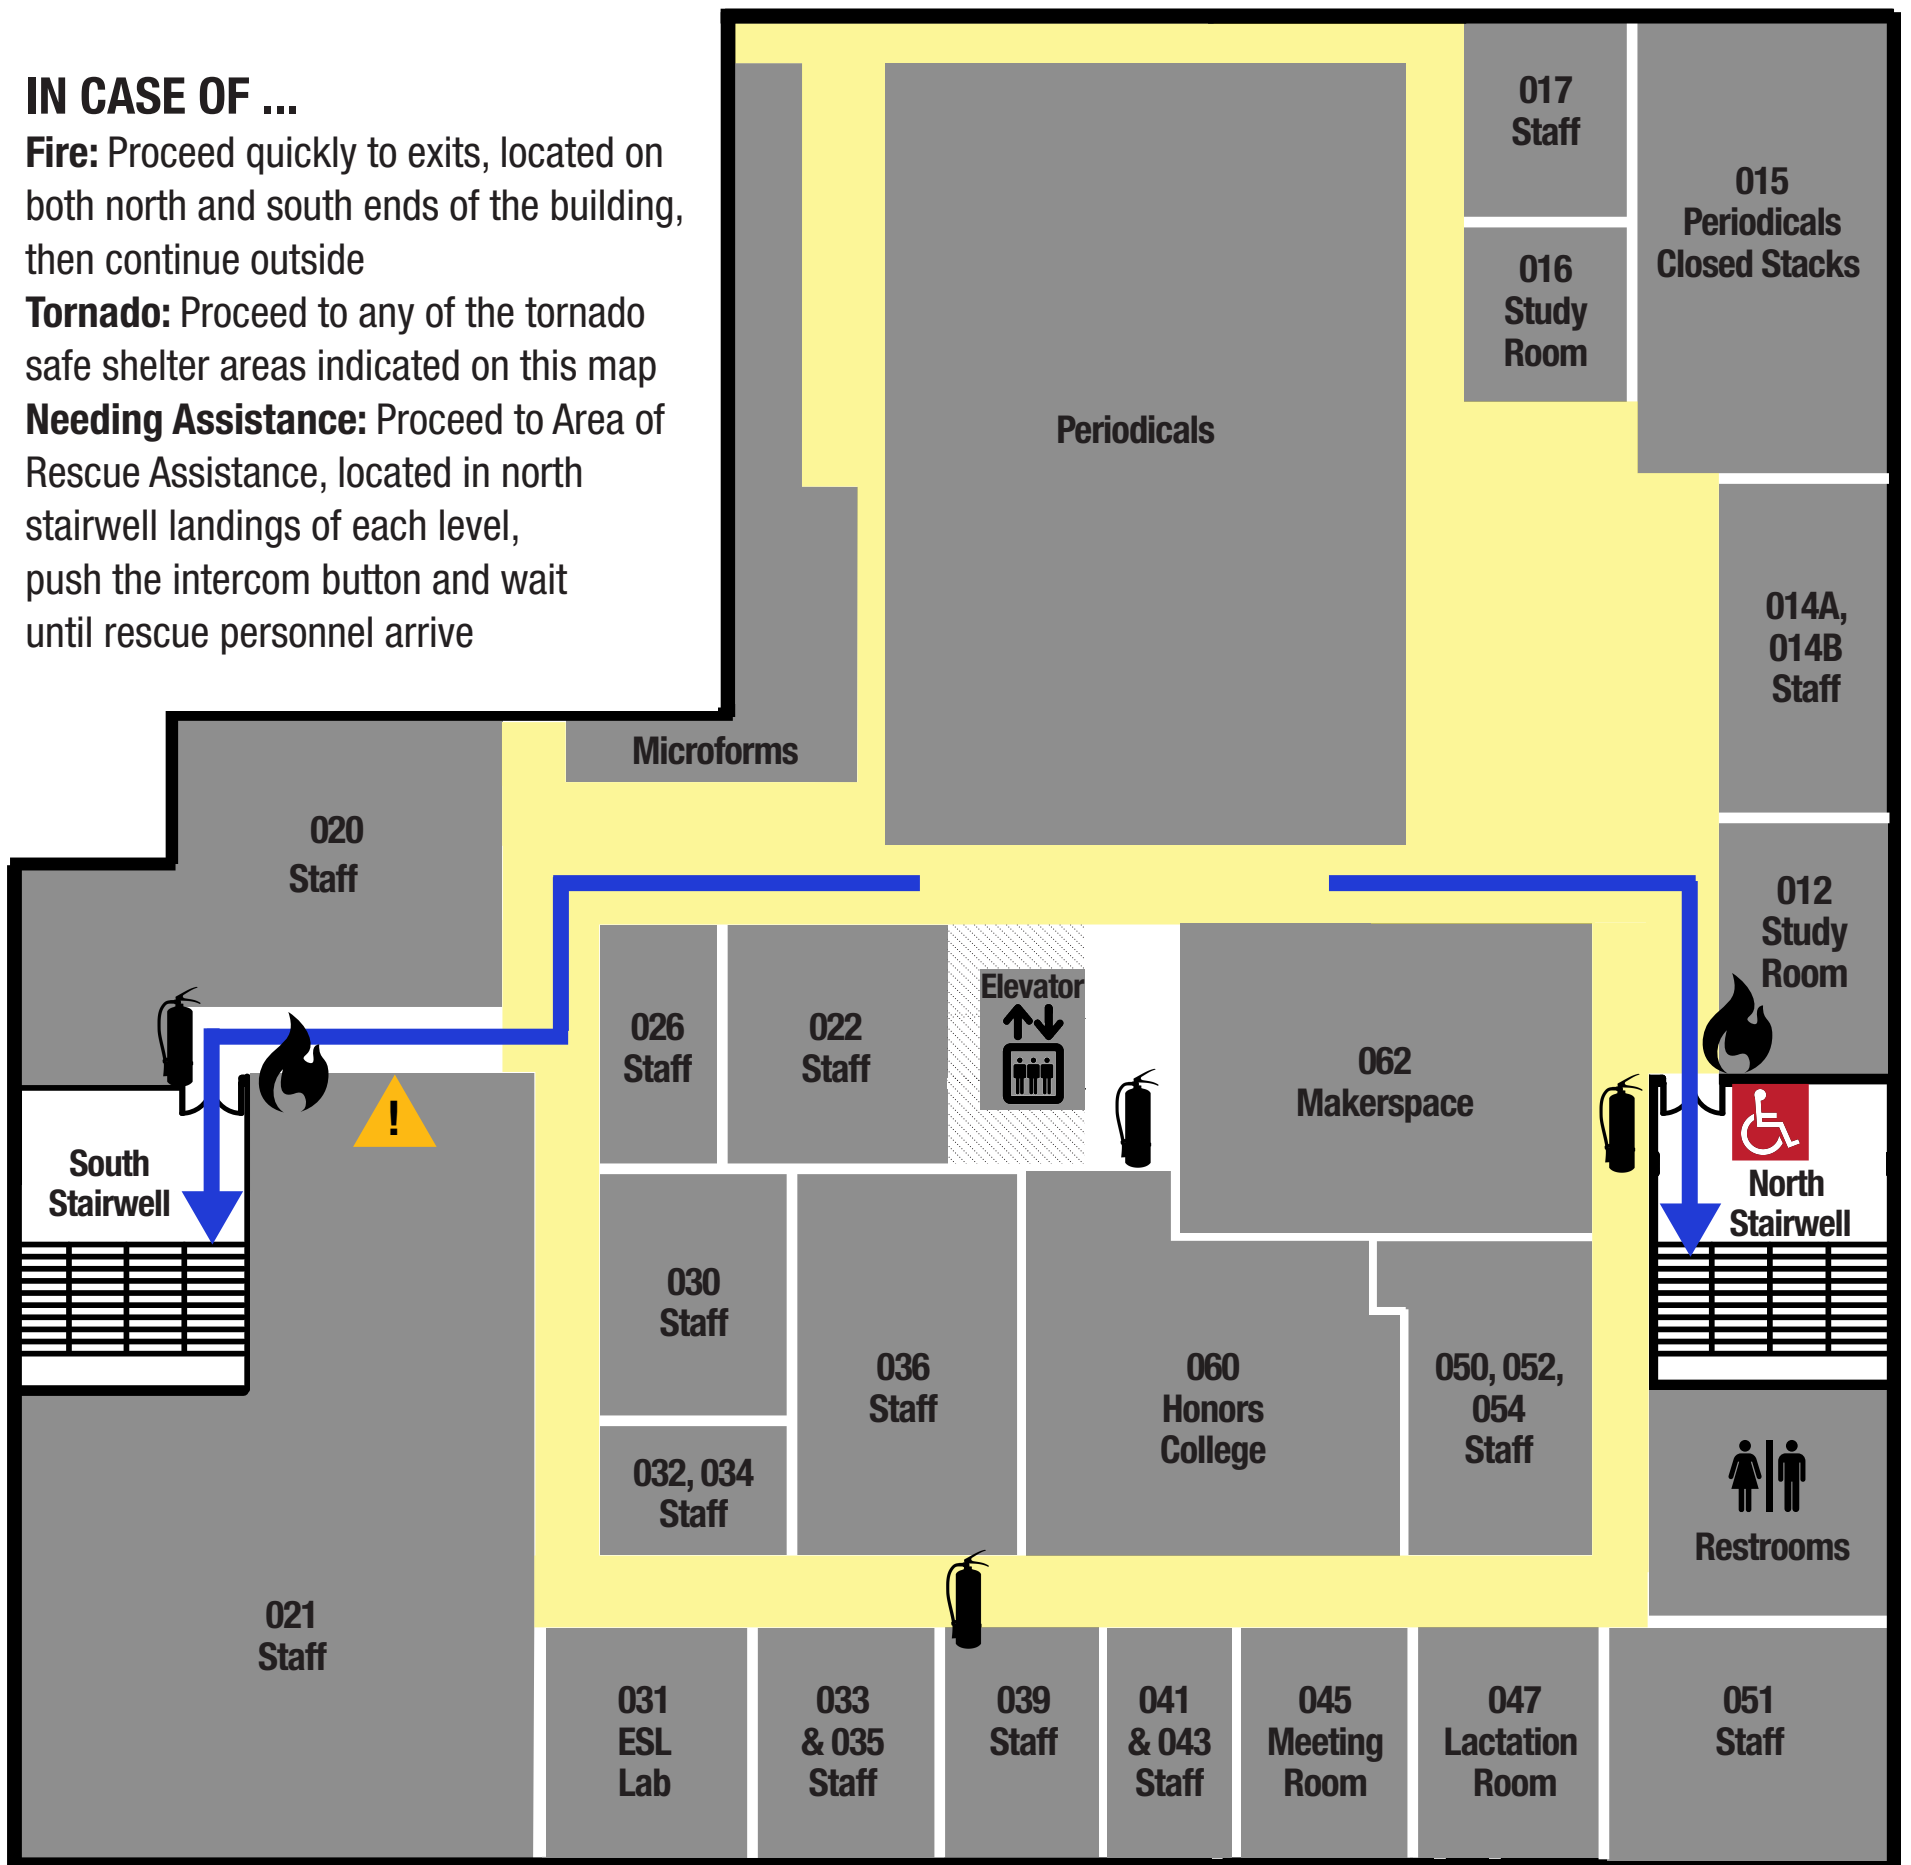 IN CASE OF ...
Fire: Proceed quickly to exits, located on
both north and south ends of the building,
then continue outside
Tornado: Proceed to any of the tornado
safe shelter areas indicated on this map
Needing Assistance: Proceed to Area of
Rescue Assistance, located in north
stairwell landings of each level,
push the intercom button and wait
until rescue personnel arrive
017
Staff
015
Periodicals
Closed Stacks
016
Study
Room
Periodicals
014A,
014B
Staff
Microforms
020
Staff
012
Study
Room
026
Staff
022
Staff
Elevator
062
Makerspace
!
South
Stairwell
North
Stairwell
030
Staff
036
Staff
060
Honors
College
050, 052,
054
Staff
032, 034
Staff
Restrooms
021
Staff
031
ESL
Lab
033
& 035
Staff
039
Staff
041
& 043
Staff
045
Meeting
Room
047
Lactation
Room
051
Staff